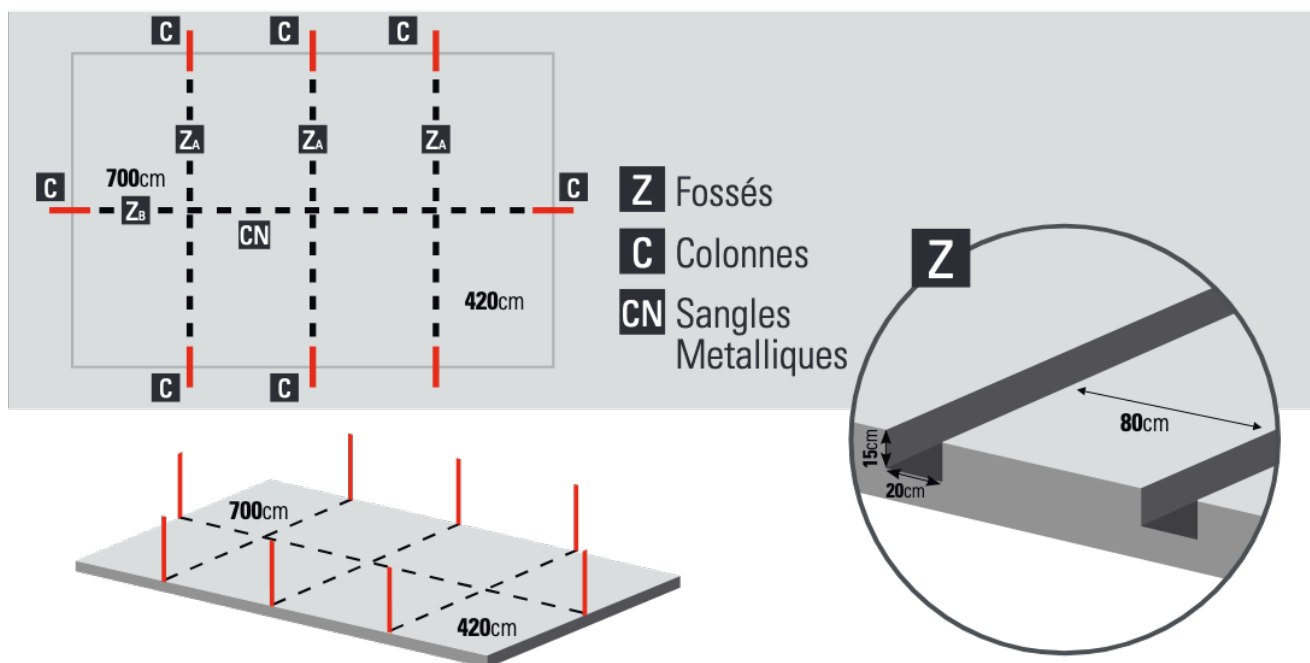 C C C
ZA ZA ZA
700cm
C C
ZB
CN
420cm
C C
Z Fossés
C Colonnes
CN Sangles
Metalliques
Z
80cm
15cm
20cm
700cm
420cm